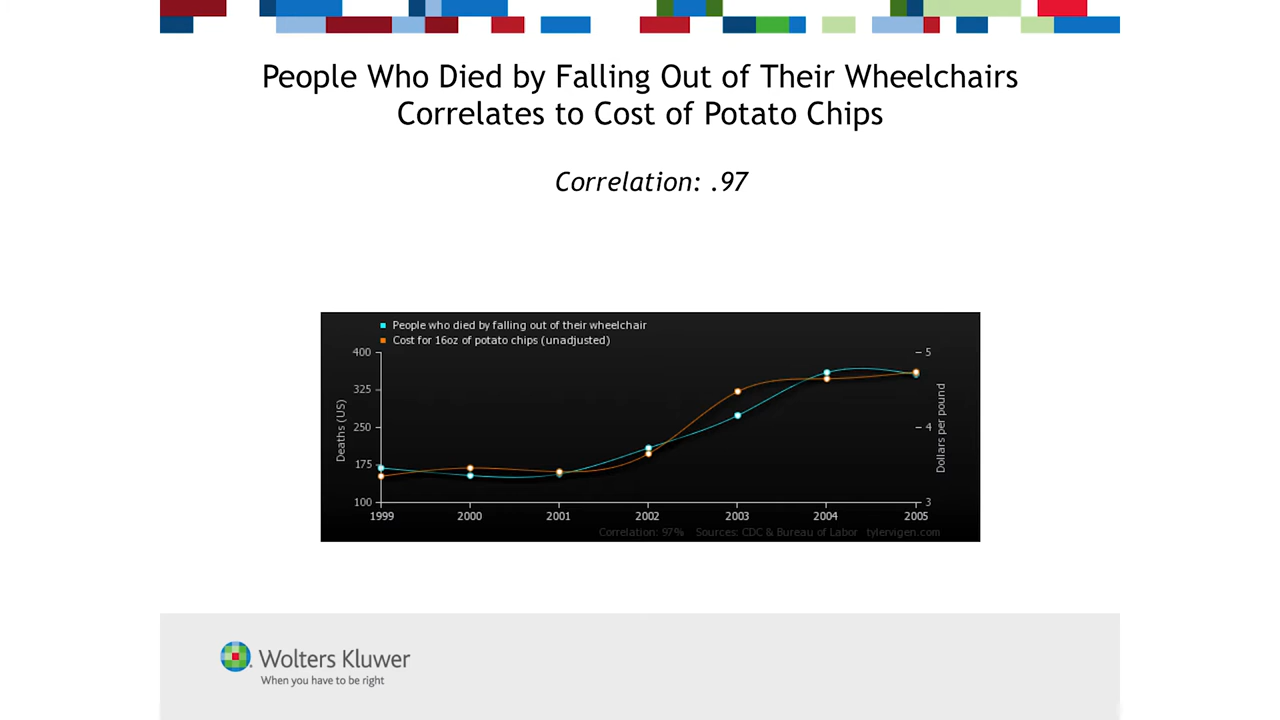 People Who Died by Falling Out of Their Wheelchairs
Correlates to Cost of Potato Chips
Correlation: .97
People who died by falling out of their wheelchair
Cost for 16oz of potato chips (unadjusted)
400
325
250
175
100
Deaths (US)
5
4
3
Dollars per pound
1999 2000 2001 2002 2003 2004 2005
Correlation: 97% Sources: CDC & Bureau of Labor tylervigen.com
Wolters Kluwer
When you have to be right